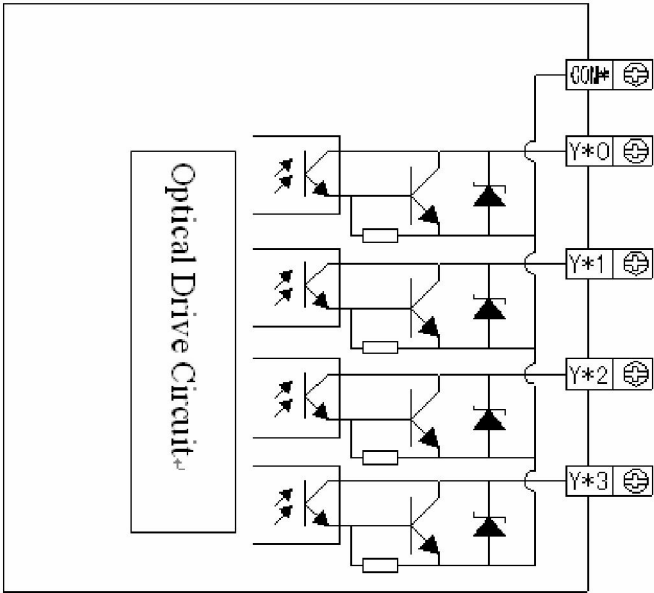 COM*
Y*0
Y*1
Y*2
Y*3
Optical Drive Circuit↵